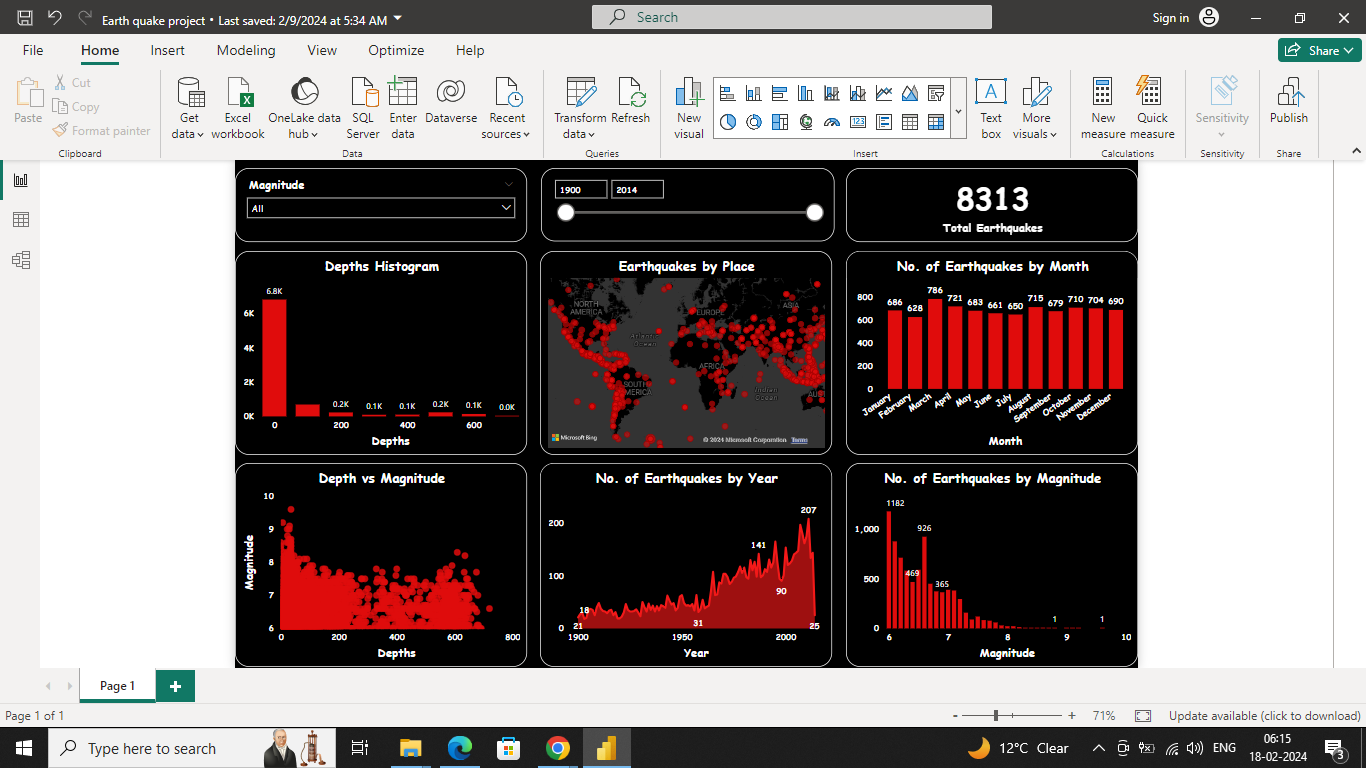 Earth quake project • Last saved: 2/9/2024 at 5:34 AM
Search
Sign in
File Home Insert Modeling View Optimize Help
Share
Paste
Cut
Copy
Format painter
Clipboard
Get data
Excel workbook
OneLake data hub
SQL Server
Enter data
Dataverse
Recent sources
Data
Transform data
Refresh
Queries
New visual
123
A
Text box
More visuals
Insert
New measure
Quick measure
Calculations
Sensitivity
Sensitivity
Publish
Share
Magnitude
All
1900 2014
8313
Total Earthquakes
Depths Histogram
6.8K
6K
4K
2K
0K
0.2K 0.1K 0.1K 0.2K 0.1K 0.0K
0 200 400 600
Depths
Earthquakes by Place
NORTH AMERICA
EUROPE
ASIA
Atlantic Ocean
AFRICA
SOUTH AMERICA
Indian Ocean
AUS
Microsoft Bing
© 2024 Microsoft Corporation Terms
No. of Earthquakes by Month
800
600
400
200
0
686 628 786 721 683 661 650 715 679 710 704 690
January February March April May June July August September October November December
Month
Depth vs Magnitude
Magnitude
10
9
8
7
6
0 200 400 600 800
Depths
No. of Earthquakes by Year
200
100
0
18
21
31
141
90
207
25
1900 1950 2000
Year
No. of Earthquakes by Magnitude
1,000
500
0
1182
469
926
365
1
1
6 7 8 9 10
Magnitude
Page 1
Page 1 of 1
- + 71%
Update available (click to download)
Type here to search
12°C Clear
ENG
06:15
18-02-2024
3